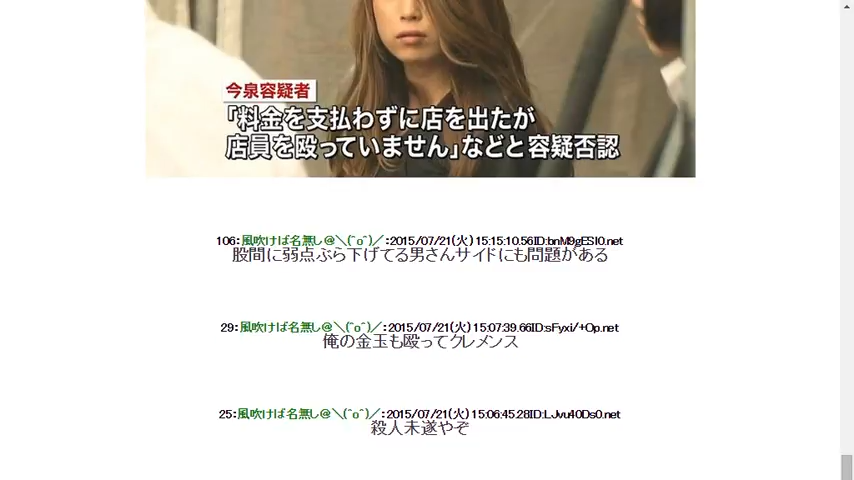 今泉容疑者
「料金を支払わずに店を出たが
店員を殴っていません」などと容疑否認
106：風吹けば名無し＠＼(^o^)／：2015/07/21(火) 15:15:10.56ID:bnM9gESI0.net
股間に弱点ぶら下げてる男さんサイドにも問題がある
29：風吹けば名無し＠＼(^o^)／：2015/07/21(火) 15:07:39.66ID:sFyxi/+Op.net
俺の金玉も殴ってクレメンス
25：風吹けば名無し＠＼(^o^)／：2015/07/21(火) 15:06:45.28ID:LJvu40Ds0.net
殺人未遂やぞ